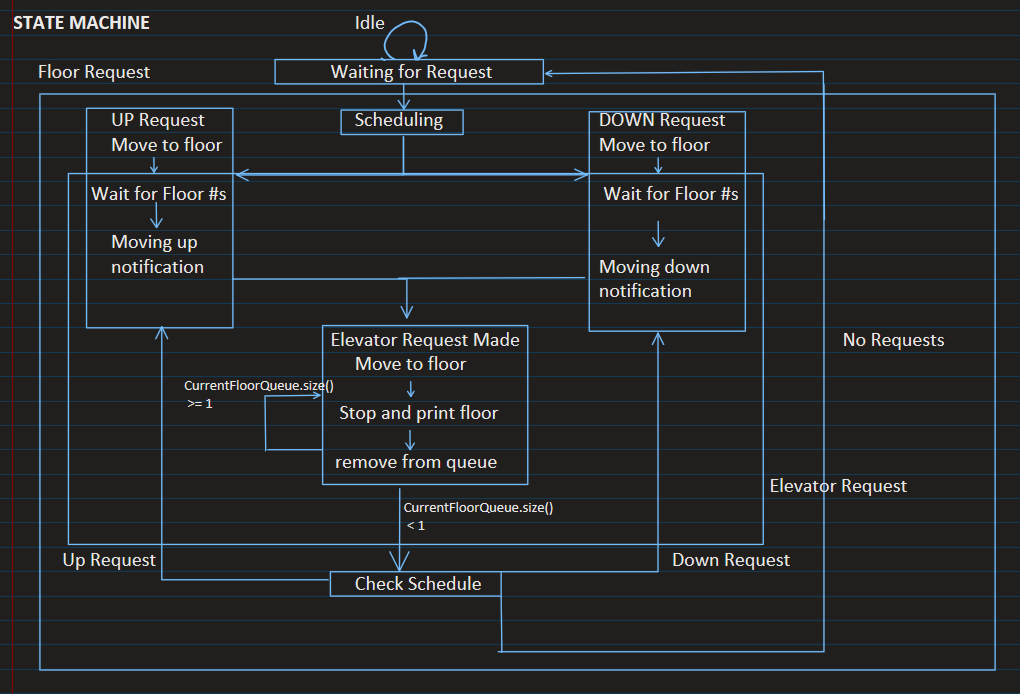 STATE MACHINE
Idle
Floor Request
Waiting for Request
UP Request
Move to floor
Scheduling
DOWN Request
Move to floor
Wait for Floor #s
Wait for Floor #s
Moving up
notification
Moving down
notification
Elevator Request Made
Move to floor
No Requests
CurrentFloorQueue.size()
>= 1
Stop and print floor
remove from queue
Elevator Request
CurrentFloorQueue.size()
< 1
Up Request
Down Request
Check Schedule